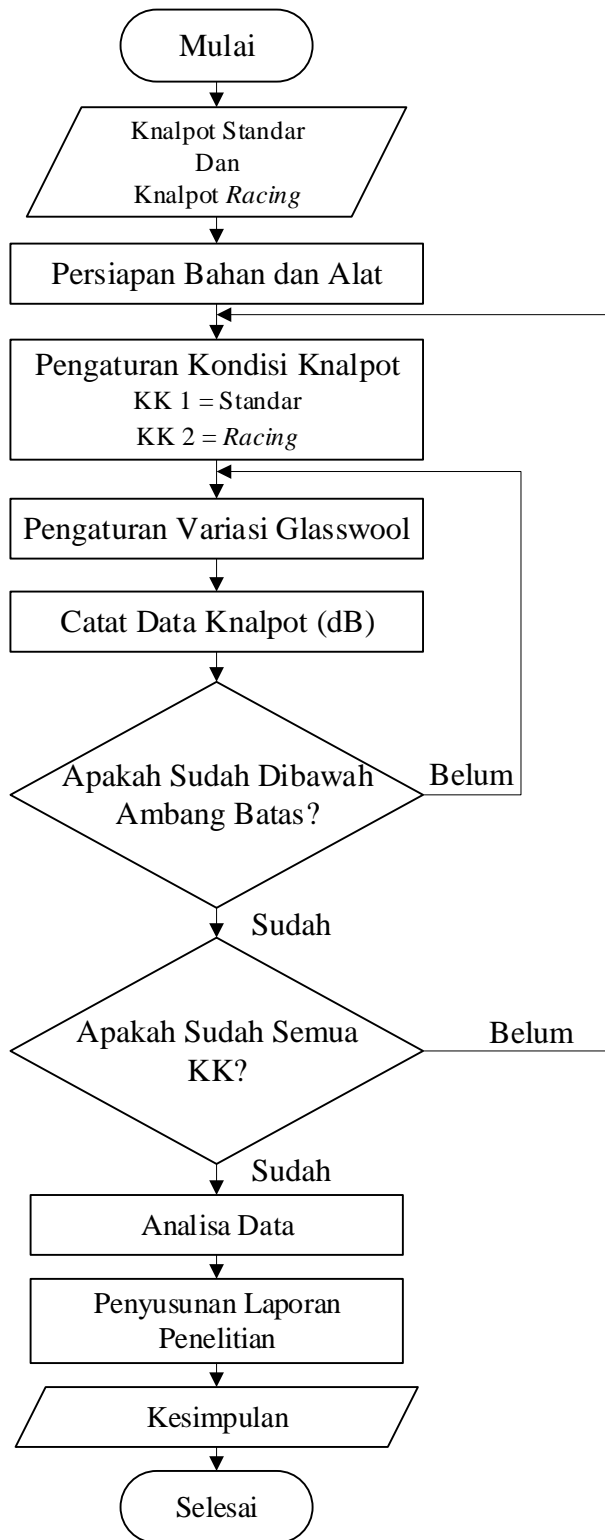 Mulai
Knalpot Standar
Dan
Knalpot Racing
Persiapan Bahan dan Alat
Pengaturan Kondisi Knalpot
KK 1 = Standar
KK 2 = Racing
Pengaturan Variasi Glasswool
Catat Data Knalpot (dB)
Apakah Sudah Dibawah
Ambang Batas?
Belum
Sudah
Apakah Sudah Semua
KK?
Belum
Sudah
Analisa Data
Penyusunan Laporan
Penelitian
Kesimpulan
Selesai